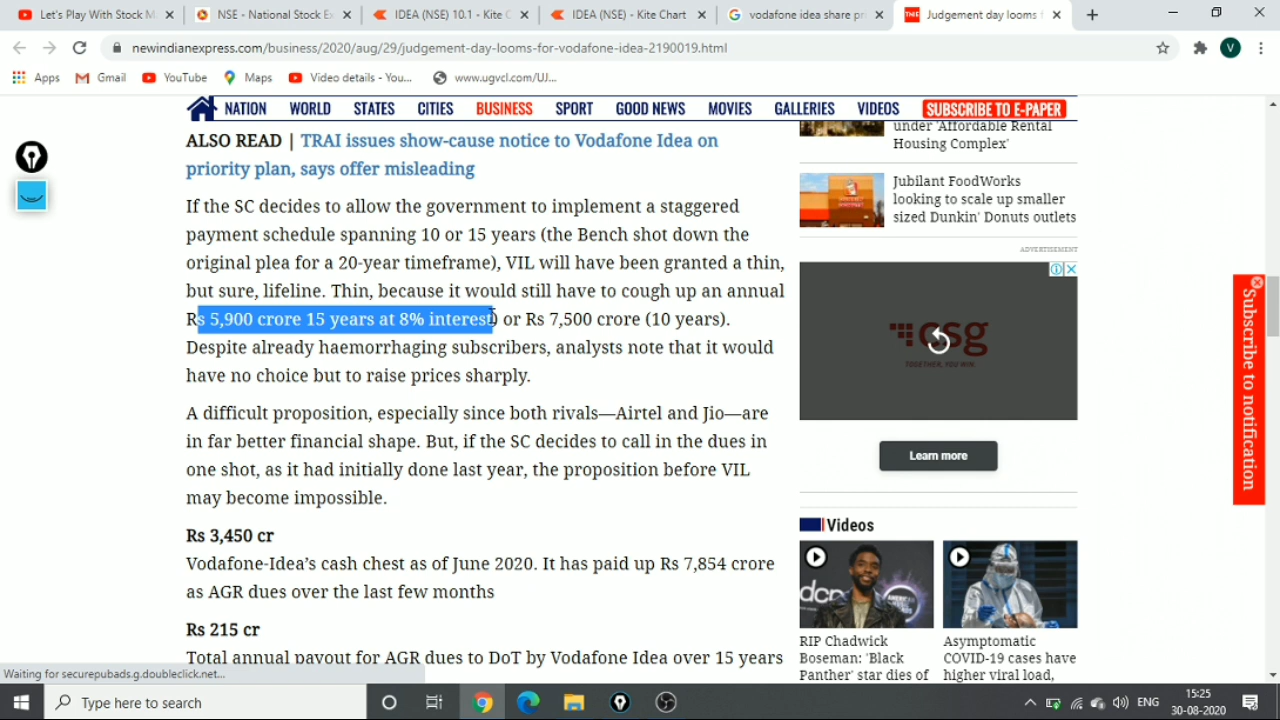 Let's Play With Stock M
NSE - National Stock E
IDEA (NSE) 10.1 - Kite C
IDEA (NSE) - Kite Chart
vodafone idea share pr
Judgement day looms f
newindianexpress.com/business/2020/aug/29/judgement-day-looms-for-vodafone-idea-2190019.html
V
Apps
Gmail
YouTube
Maps
Video details - You...
www.ugvcl.com/UJ...
NATION
WORLD
STATES
CITIES
BUSINESS
SPORT
GOOD NEWS
MOVIES
GALLERIES
VIDEOS
SUBSCRIBE TO E-PAPER
ALSO READ | TRAI issues show-cause notice to Vodafone Idea on
priority plan, says offer misleading
If the SC decides to allow the government to implement a staggered
payment schedule spanning 10 or 15 years (the Bench shot down the
original plea for a 20-year timeframe), VIL will have been granted a thin,
but sure, lifeline. Thin, because it would still have to cough up an annual
Rs 5,900 crore 15 years at 8% interest) or Rs 7,500 crore (10 years).
Despite already haemorrhaging subscribers, analysts note that it would
have no choice but to raise prices sharply.
A difficult proposition, especially since both rivals—Airtel and Jio—are
in far better financial shape. But, if the SC decides to call in the dues in
one shot, as it had initially done last year, the proposition before VIL
may become impossible.
Rs 3,450 cr
Vodafone-Idea's cash chest as of June 2020. It has paid up Rs 7,854 crore
as AGR dues over the last few months
Rs 215 cr
Total annual payout for AGR dues to DoT by Vodafone Idea over 15 years
under 'Affordable Rental
Housing Complex'
Jubilant FoodWorks
looking to scale up smaller
sized Dunkin' Donuts outlets
ADVERTISEMENT
csg
TOGETHER, YOU WIN.
Learn more
Videos
RIP Chadwick
Boseman: 'Black
Panther' star dies of
Asymptomatic
COVID-19 cases have
higher viral load,
Subscribe to notification
Waiting for securepubads.g.doubleclick.net...
Type here to search
ENG
15:25
30-08-2020